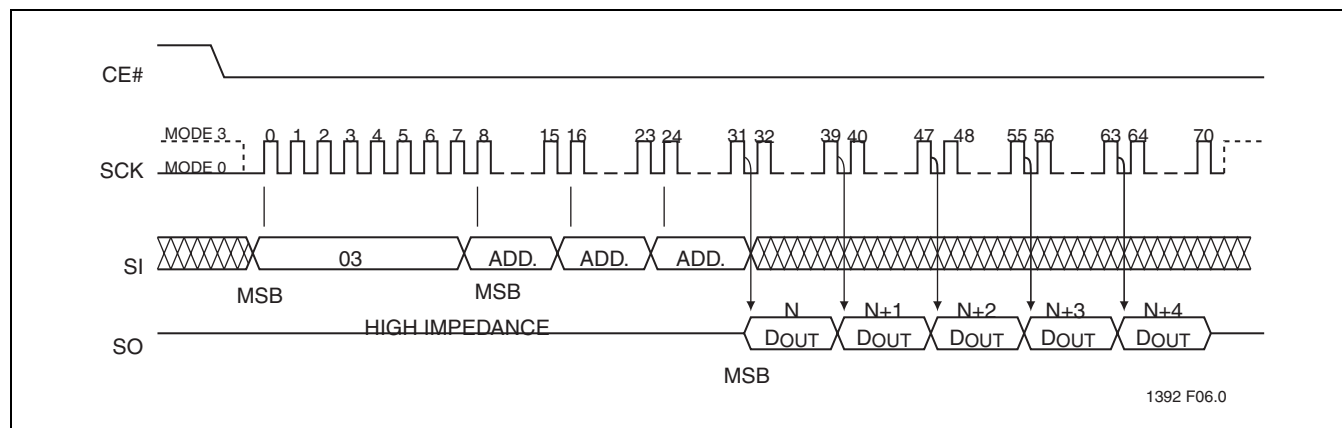 CE#
MODE 3 0 1 2 3 4 5 6 7 8 15 16 23 24 31 32 39 40 47 48 55 56 63 64 70
SCK MODE 0
SI 03 ADD. ADD. ADD.
MSB MSB
HIGH IMPEDANCE N N+1 N+2 N+3 N+4
SO DOUT DOUT DOUT DOUT DOUT
MSB
1392 F06.0